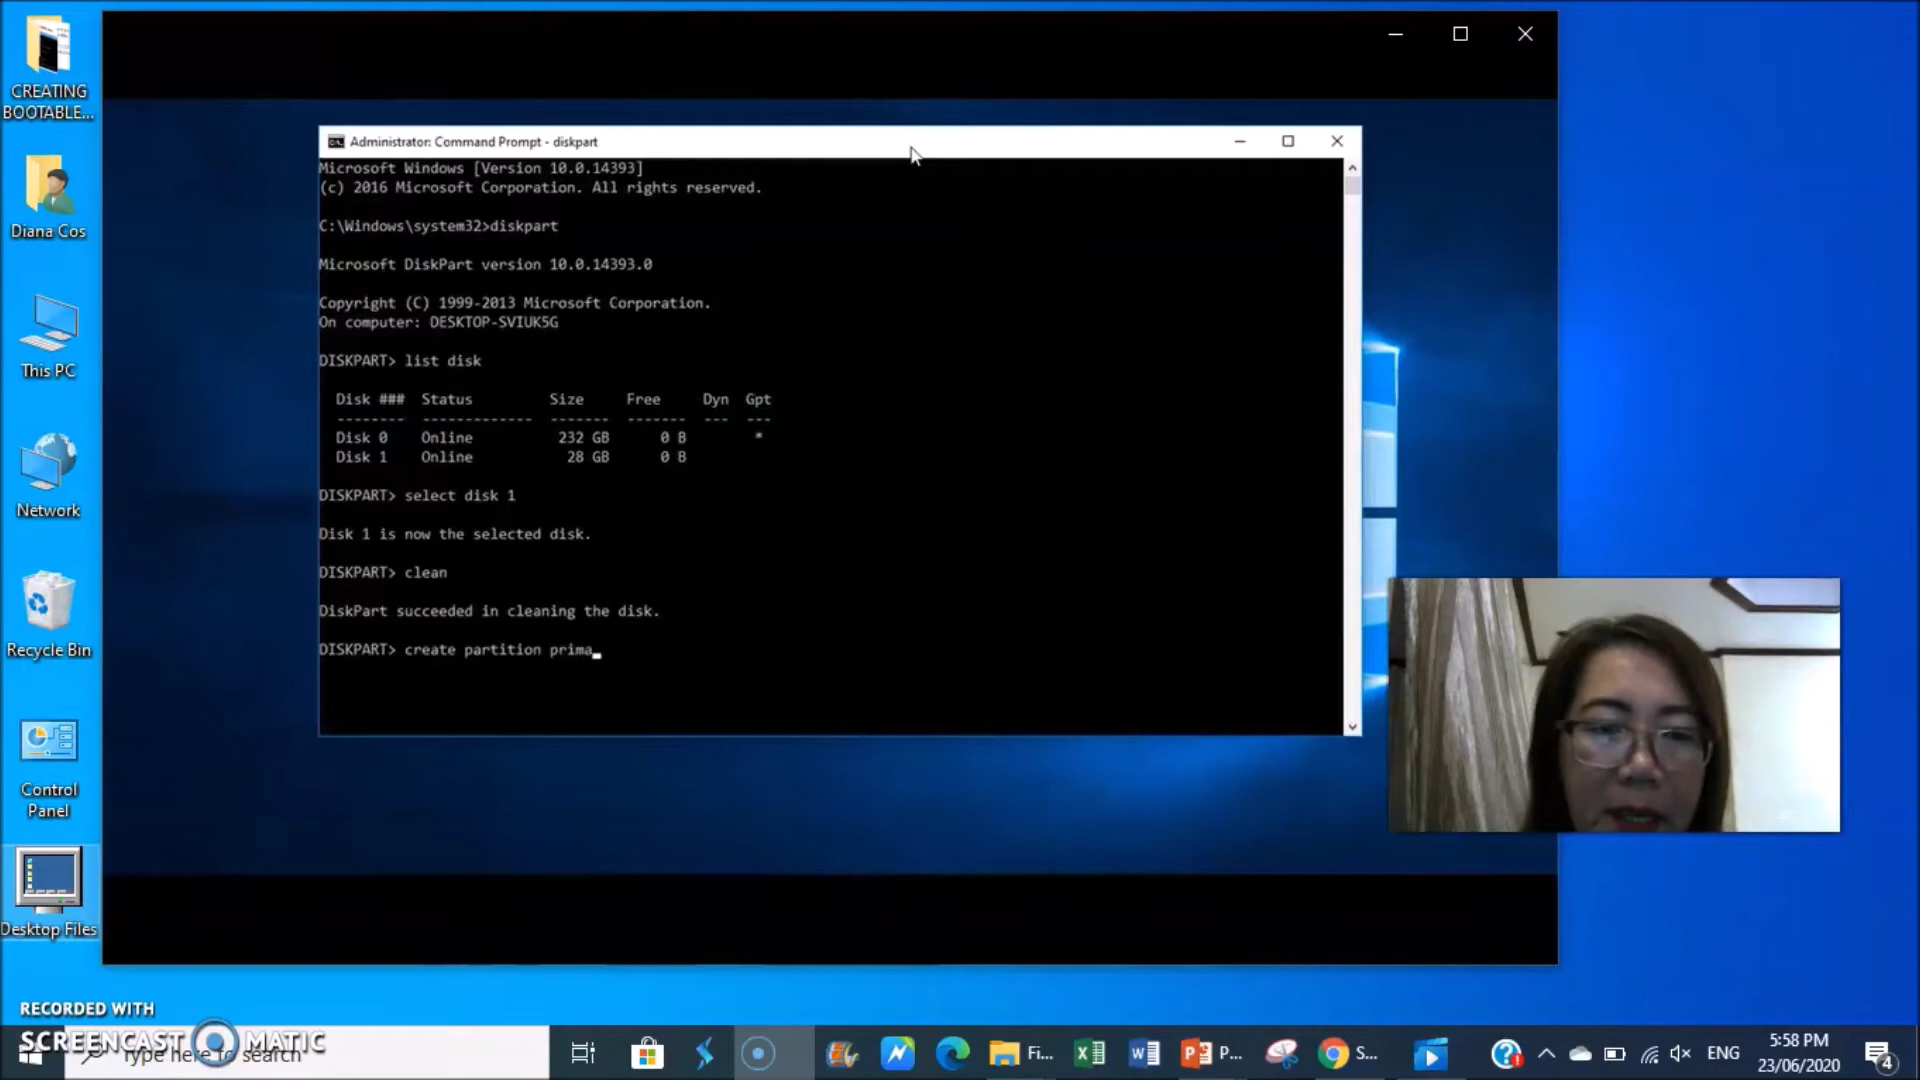 CREATING
BOOTABLE...
Diana Cos
This PC
Network
Recycle Bin
Control
Panel
Desktop Files
Administrator: Command Prompt - diskpart
Microsoft Windows [Version 10.0.14393]
(c) 2016 Microsoft Corporation. All rights reserved.
C:\Windows\system32>diskpart
Microsoft DiskPart version 10.0.14393.0
Copyright (C) 1999-2013 Microsoft Corporation.
On computer: DESKTOP-SVIUK5G
DISKPART> list disk
Disk ### Status Size Free Dyn Gpt
-------- ------------- ------- ------- --- ---
Disk 0 Online 232 GB 0 B *
Disk 1 Online 28 GB 0 B
DISKPART> select disk 1
Disk 1 is now the selected disk.
DISKPART> clean
DiskPart succeeded in cleaning the disk.
DISKPART> create partition prima_
RECORDED WITH
SCREENCAST MATIC
Type here to search
Fi...
P...
S...
ENG
5:58 PM
23/06/2020
4